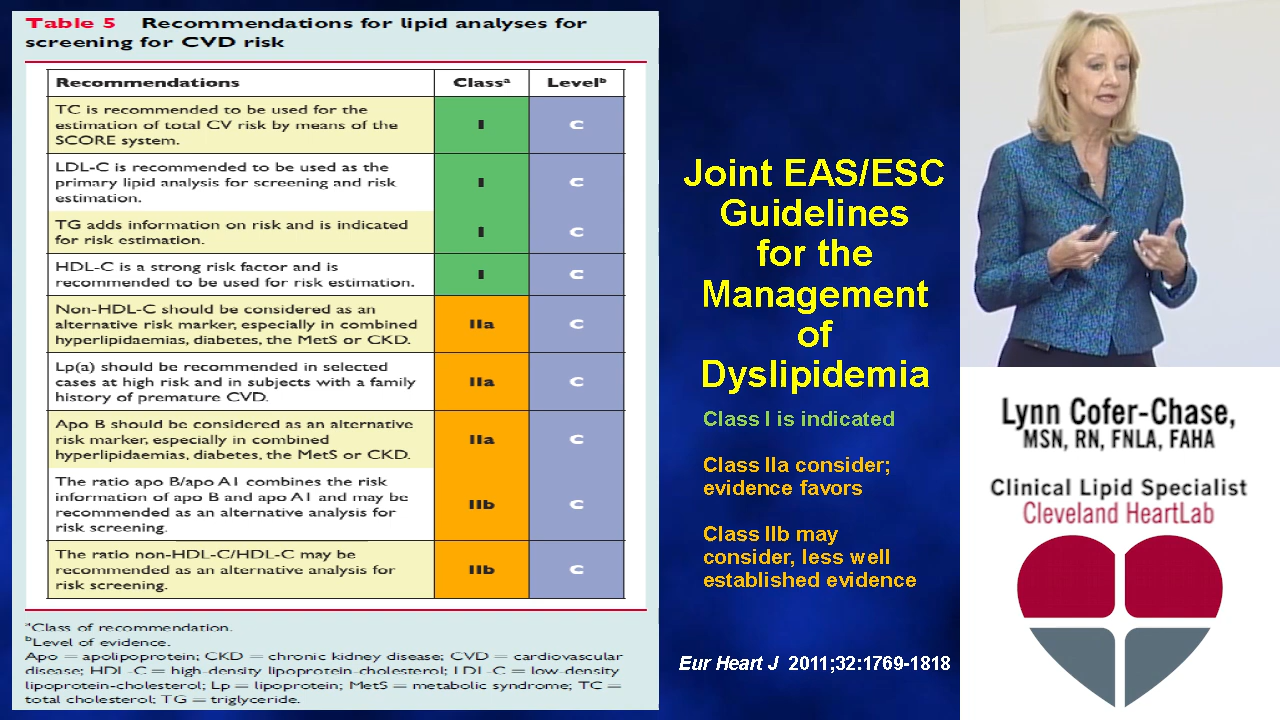 Table 5 Recommendations for lipid analyses for
screening for CVD risk
Recommendations Classᵃ Levelᵇ
TC is recommended to be used for the
estimation of total CV risk by means of the
SCORE system.
I C
LDL-C is recommended to be used as the
primary lipid analysis for screening and risk
estimation.
I C
TG adds information on risk and is indicated
for risk estimation.
I C
HDL-C is a strong risk factor and is
recommended to be used for risk estimation.
I C
Non-HDL-C should be considered as an
alternative risk marker, especially in combined
hyperlipidaemias, diabetes, the MetS or CKD.
IIa C
Lp(a) should be recommended in selected
cases at high risk and in subjects with a family
history of premature CVD.
IIa C
Apo B should be considered as an alternative
risk marker, especially in combined
hyperlipidaemias, diabetes, the MetS or CKD.
IIa C
The ratio apo B/apo A1 combines the risk
information of apo B and apo A1 and may be
recommended as an alternative analysis for
risk screening.
IIb C
The ratio non-HDL-C/HDL-C may be
recommended as an alternative analysis for
risk screening.
IIb C
ᵃClass of recommendation.
ᵇLevel of evidence.
Apo = apolipoprotein; CKD = chronic kidney disease; CVD = cardiovascular
disease; HDL-C = high-density lipoprotein-cholesterol; LDL-C = low-density
lipoprotein-cholesterol; Lp = lipoprotein; MetS = metabolic syndrome; TC =
total cholesterol; TG = triglyceride.
Joint EAS/ESC
Guidelines
for the
Management
of
Dyslipidemia
Class I is indicated
Class IIa consider;
evidence favors
Class IIb may
consider, less well
established evidence
Eur Heart J 2011;32:1769-1818
Lynn Cofer-Chase,
MSN, RN, FNLA, FAHA
Clinical Lipid Specialist
Cleveland HeartLab